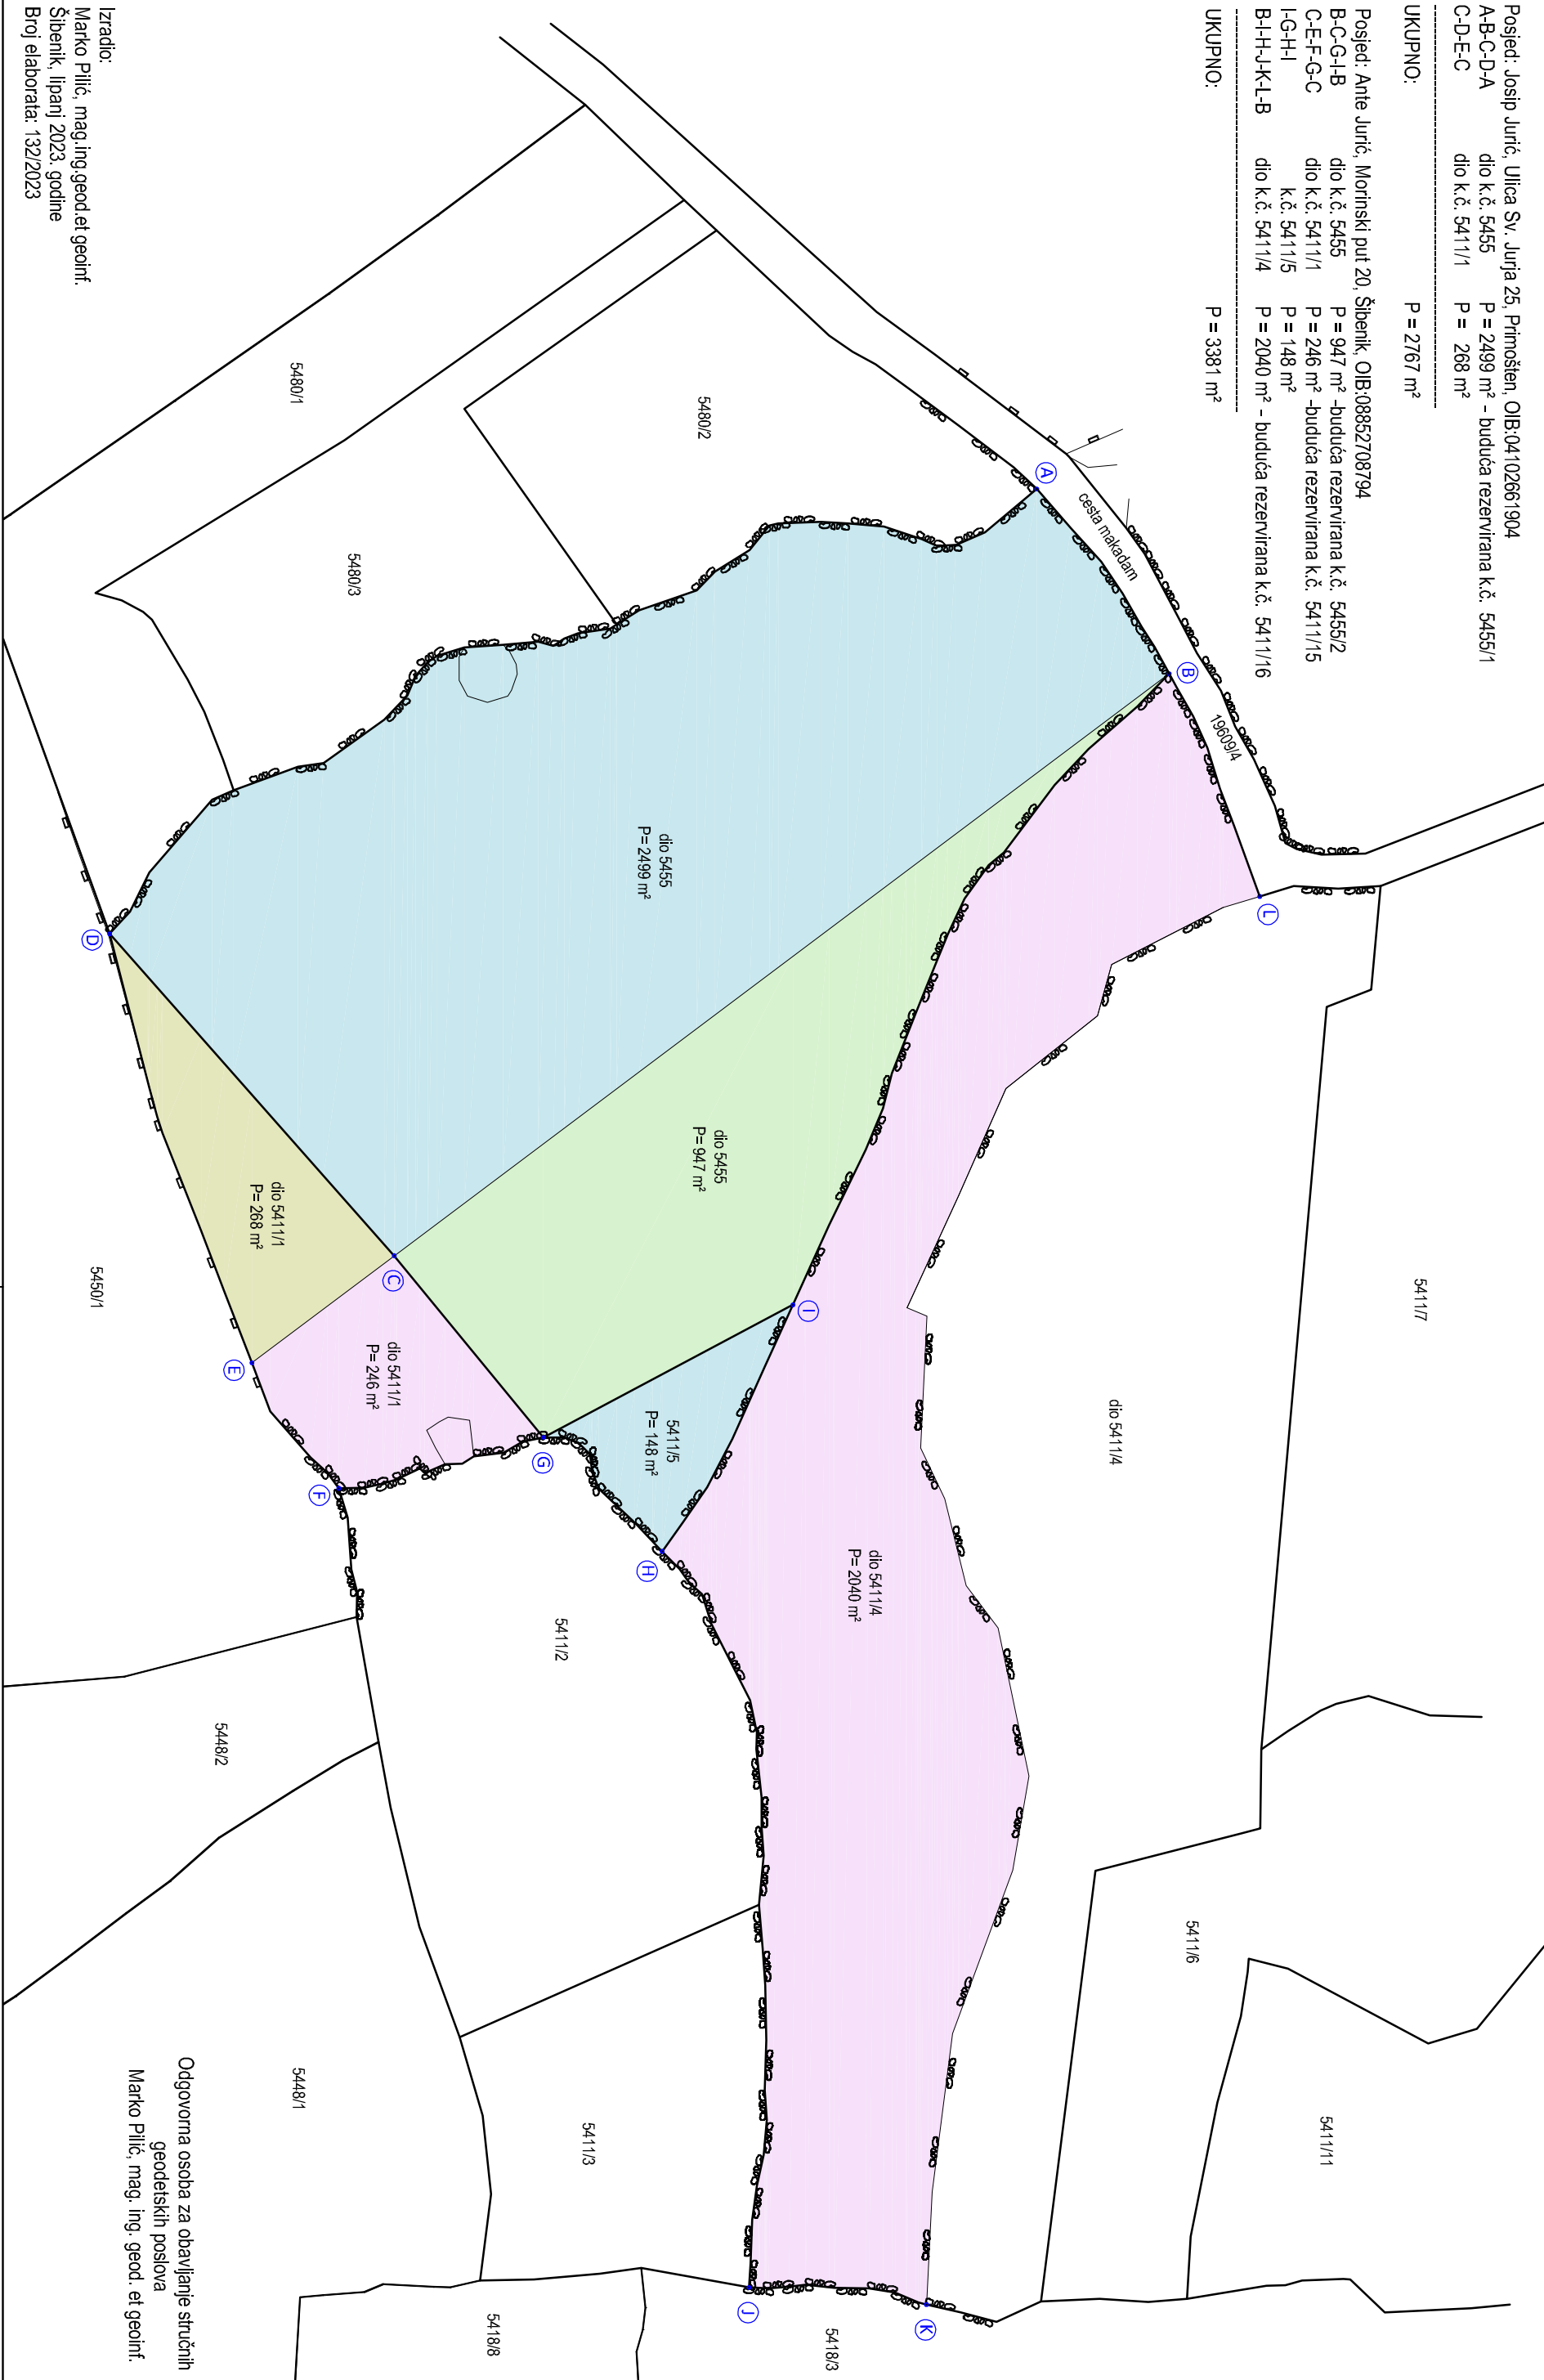 Posjed: Josip Jurić, Ulica Sv. Jurja 25, Primošten, OIB:04102661904
A-B-C-D-A dio k.č. 5455 P = 2499 m² - buduća rezervirana k.č. 5455/1
C-D-E-C dio k.č. 5411/1 P = 268 m²
UKUPNO: P = 2767 m²
Posjed: Ante Jurić, Morinski put 20, Šibenik, OIB:08852708794
B-C-G-I-B dio k.č. 5455 P = 947 m² -buduća rezervirana k.č. 5455/2
C-E-F-G-C dio k.č. 5411/1 P = 246 m² -buduća rezervirana k.č. 5411/15
I-G-H-I k.č. 5411/5 P = 148 m²
B-I-H-J-K-L-B dio k.č. 5411/4 P = 2040 m² - buduća rezervirana k.č. 5411/16
UKUPNO: P = 3381 m²
5411/7
5411/11
L
19609/4
B
5411/6
cesta makadam
dio 5411/4
A
K
dio 5411/4
P= 2040 m²
5418/3
I
J
dio 5455
P= 947 m²
5480/2
5411/5
P= 148 m²
dio 5455
P= 2499 m²
H
5411/3
5411/2
G
5418/8
dio 5411/1
P= 246 m²
C
5480/3
F
5480/1
5448/1
dio 5411/1
P= 268 m²
E
5448/2
D
5450/1
Odgovorna osoba za obavljanje stručnih
geodetskih poslova
Marko Pilić, mag. ing. geod. et geoinf.
Izradio:
Marko Pilić, mag.ing.geod.et geoinf.
Šibenik, lipanj 2023. godine
Broj elaborata: 132/2023